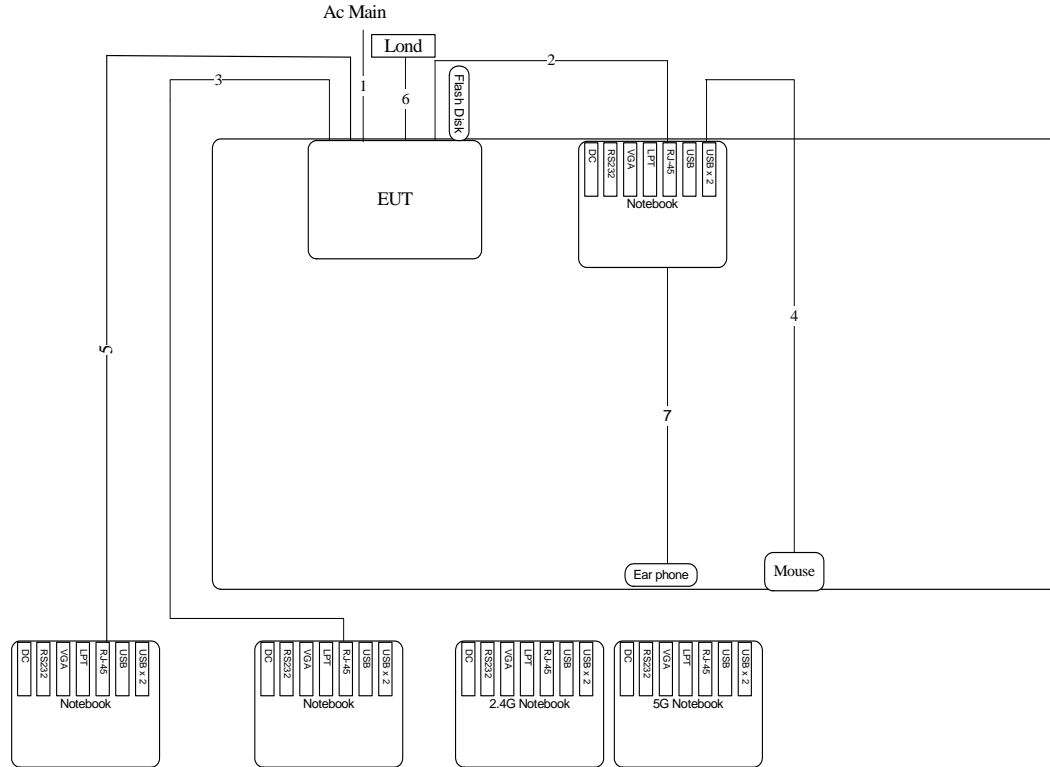 Ac Main
Lond
Flash Disk
3
1
6
2
EUT
DC
RS232
VGA
LPT
RJ-45
USB
USB x 2
Notebook
5
4
7
Ear phone
Mouse
DC
RS232
VGA
LPT
RJ-45
USB
USB x 2
Notebook
DC
RS232
VGA
LPT
RJ-45
USB
USB x 2
Notebook
DC
RS232
VGA
LPT
RJ-45
USB
USB x 2
2.4G Notebook
DC
RS232
VGA
LPT
RJ-45
USB
USB x 2
5G Notebook